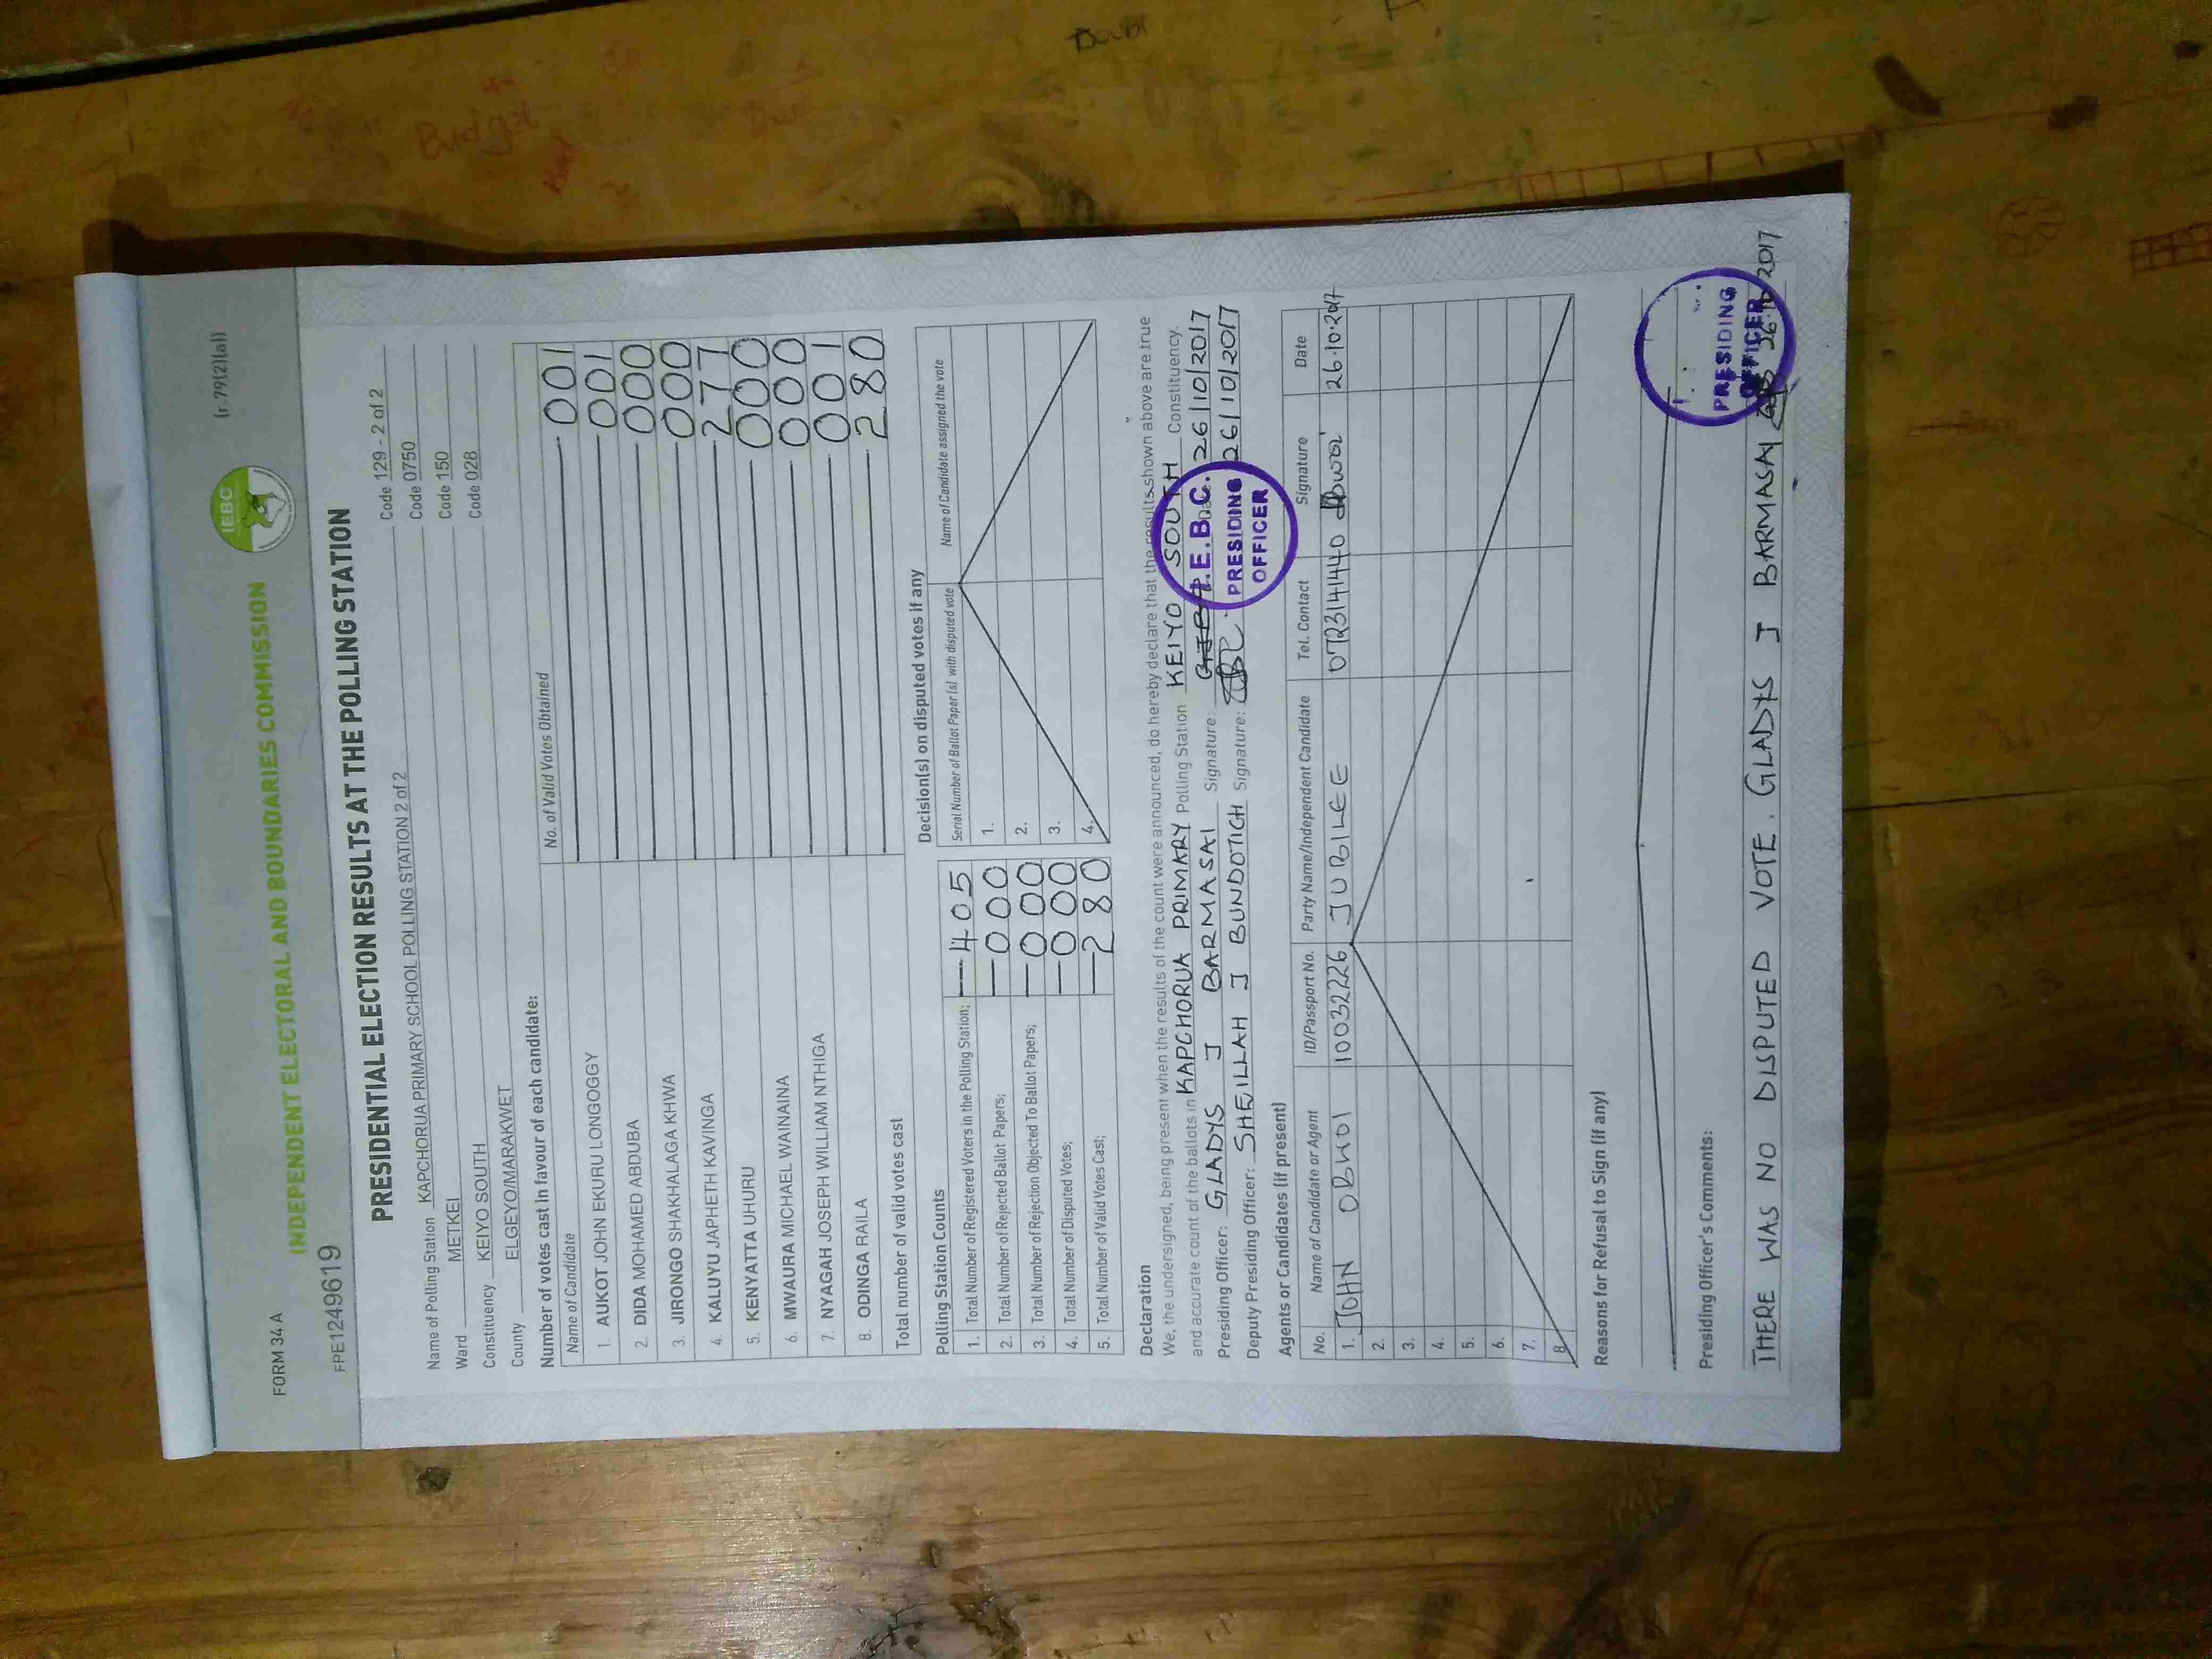 FORM 34 A
(r.79(2)(a))
IEBC
INDEPENDENT ELECTORAL AND BOUNDARIES COMMISSION
FPE1249619
PRESIDENTIAL ELECTION RESULTS AT THE POLLING STATION
Name of Polling Station KAPCHORUA PRIMARY SCHOOL POLLING STATION 2 of 2 Code 129 - 2 of 2
Ward METKEI Code 0750
Constituency KEIYO SOUTH Code 150
County ELGEYO/MARAKWET Code 028
Number of votes cast in favour of each candidate:
Name of Candidate No. of Valid Votes Obtained
1. AUKOT JOHN EKURU LONGOGGY 001
2. DIDA MOHAMED ABDUBA 001
3 JIRONGO SHAKHALAGA KHWA 000
4. KALUYU JAPHETH KAVINGA 000
5. KENYATTA UHURU 277
6. MWAURA MICHAEL WAINAINA 000
7. NYAGAH JOSEPH WILLIAM NTHIGA 000
8. ODINGA RAILA 001
Total number of valid votes cast 280
Polling Station Counts
1. Total Number of Registered Voters in the Polling Station; 405
2. Total Number of Rejected Ballot Papers; 000
3. Total Number of Rejection Objected To Ballot Papers; 000
4. Total Number of Disputed Votes; 000
5. Total Number of Valid Votes Cast; 280
Decision(s) on disputed votes if any
Serial Number of Ballot Paper(s) with disputed vote Name of Candidate assigned the vote
1.
2.
3.
4.
Declaration
We, the undersigned, being present when the results of the count were announced, do hereby declare that the results shown above are true
and accurate count of the ballots in KAPCHORUA PRIMARY Polling Station KEIYO SOUTH Constituency.
Presiding Officer: GLADYS J BARMASAI Signature: 26/10/2017
Deputy Presiding Officer: SHEILLAH J BUNDOTICH Signature: 26/10/2017
I.E.B.C.
PRESIDING
OFFICER
Agents or Candidates (if present)
No. Name of Candidate or Agent ID/Passport No. Party Name/Independent Candidate Tel. Contact Signature Date
1. JOHN OBWOI 10032226 JUBILEE 0723141440 26.10.2017
2.
3.
4.
5.
6.
7.
8.
Reasons for Refusal to Sign (if any)
Presiding Officer's Comments:
THERE WAS NO DISPUTED VOTE. GLADYS J BARMASAI 26.10.2017
PRESIDING
OFFICER
Budget